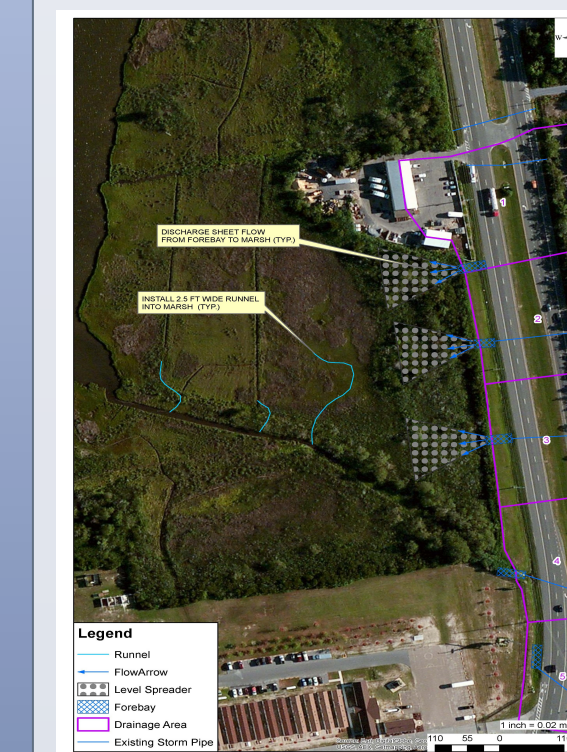 W
1
DISCHARGE SHEET FLOW
FROM FOREBAY TO MARSH (TYP.)
INSTALL 2.5 FT WIDE RUNNEL
INTO MARSH (TYP.)
2
3
4
5
Legend
Runnel
FlowArrow
Level Spreader
Forebay
Drainage Area
Existing Storm Pipe
1 inch = 0.02 m
110 55 0 11